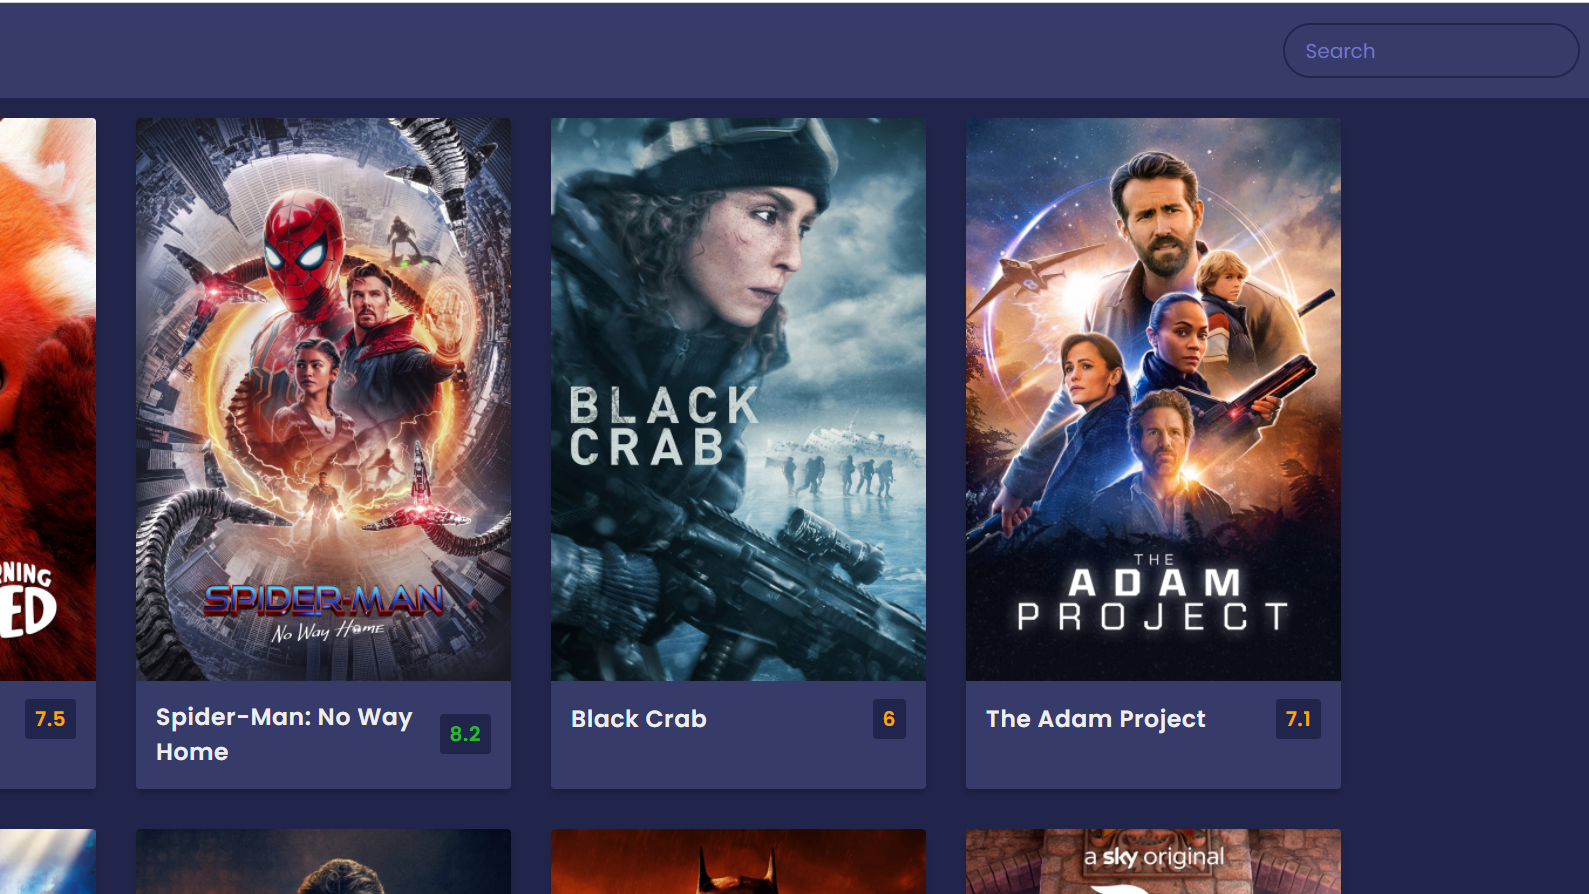 Search
RNING
ED
SPIDER-MAN
No Way Home
BLACK
CRAB
THE
ADAM
PROJECT
7.5
Spider-Man: No Way
Home
8.2
Black Crab
6
The Adam Project
7.1
a sky original